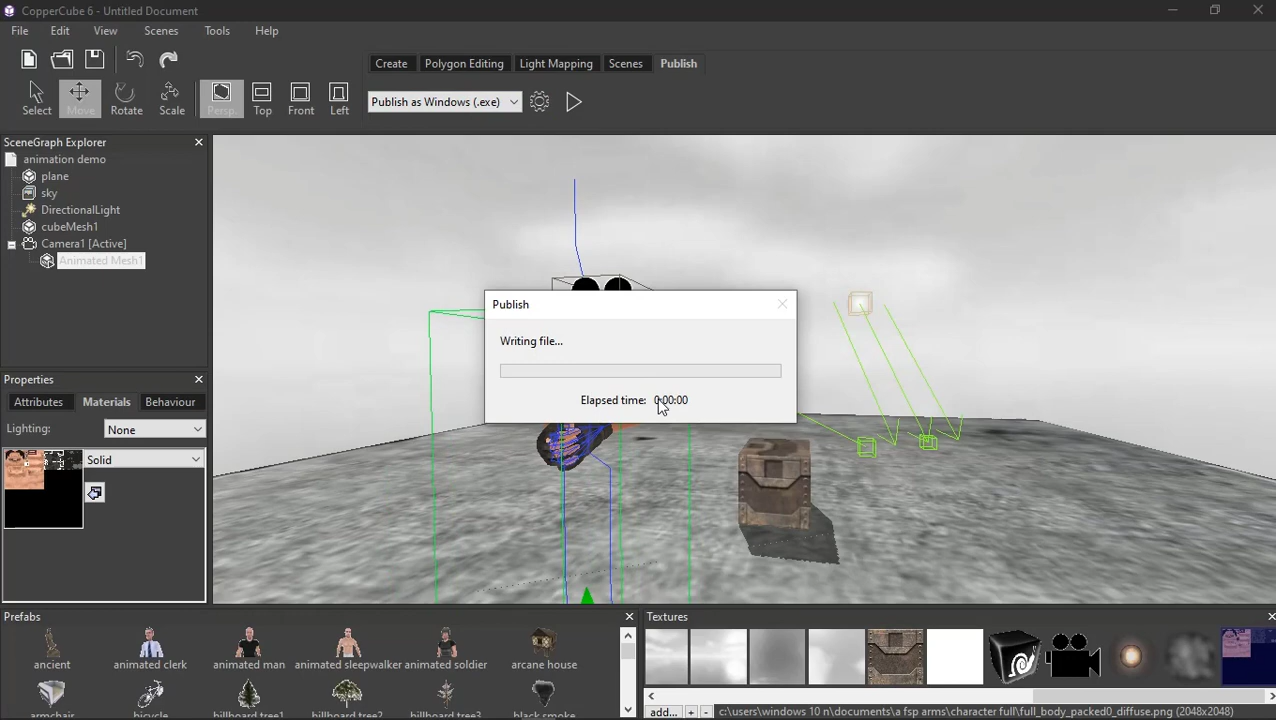 CopperCube 6 - Untitled Document
File Edit View Scenes Tools Help
Create Polygon Editing Light Mapping Scenes Publish
Select Move Rotate Scale Persp. Top Front Left
Publish as Windows (.exe)
SceneGraph Explorer
animation demo
plane
sky
DirectionalLight
cubeMesh1
Camera1 [Active]
Animated Mesh1
Publish
Writing file...
Elapsed time: 0:00:00
Properties
Attributes Materials Behaviour
Lighting: None
Solid
Prefabs
ancient animated clerk animated man animated sleepwalker animated soldier arcane house
armchair bicycle billboard tree1 billboard tree2 billboard tree3 black smoke
Textures
add... + - c:\users\windows 10 n\documents\a fsp arms\character full\full_body_packed0_diffuse.png (2048x2048)